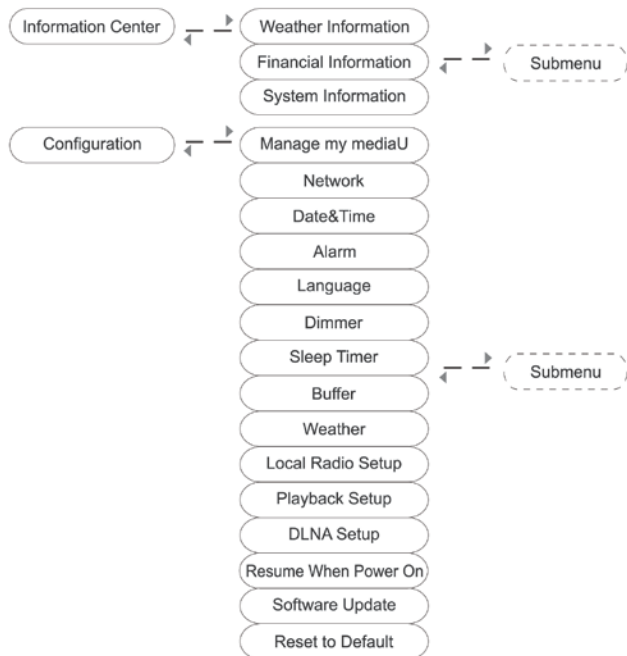 Information Center
Weather Information
Financial Information
Submenu
System Information
Configuration
Manage my mediaU
Network
Date&Time
Alarm
Language
Dimmer
Sleep Timer
Submenu
Buffer
Weather
Local Radio Setup
Playback Setup
DLNA Setup
Resume When Power On
Software Update
Reset to Default